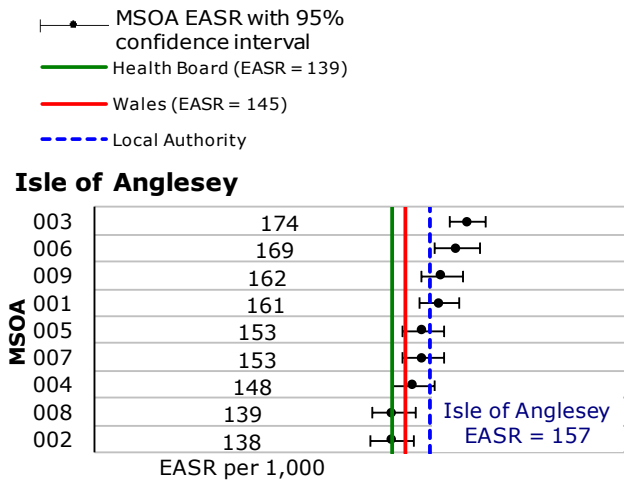 MSOA EASR with 95%
confidence interval
Health Board (EASR = 139)
Wales (EASR = 145)
Local Authority
Isle of Anglesey
MSOA
003 174
006 169
009 162
001 161
005 153
007 153
004 148
008 139
002 138
Isle of Anglesey
EASR = 157
EASR per 1,000